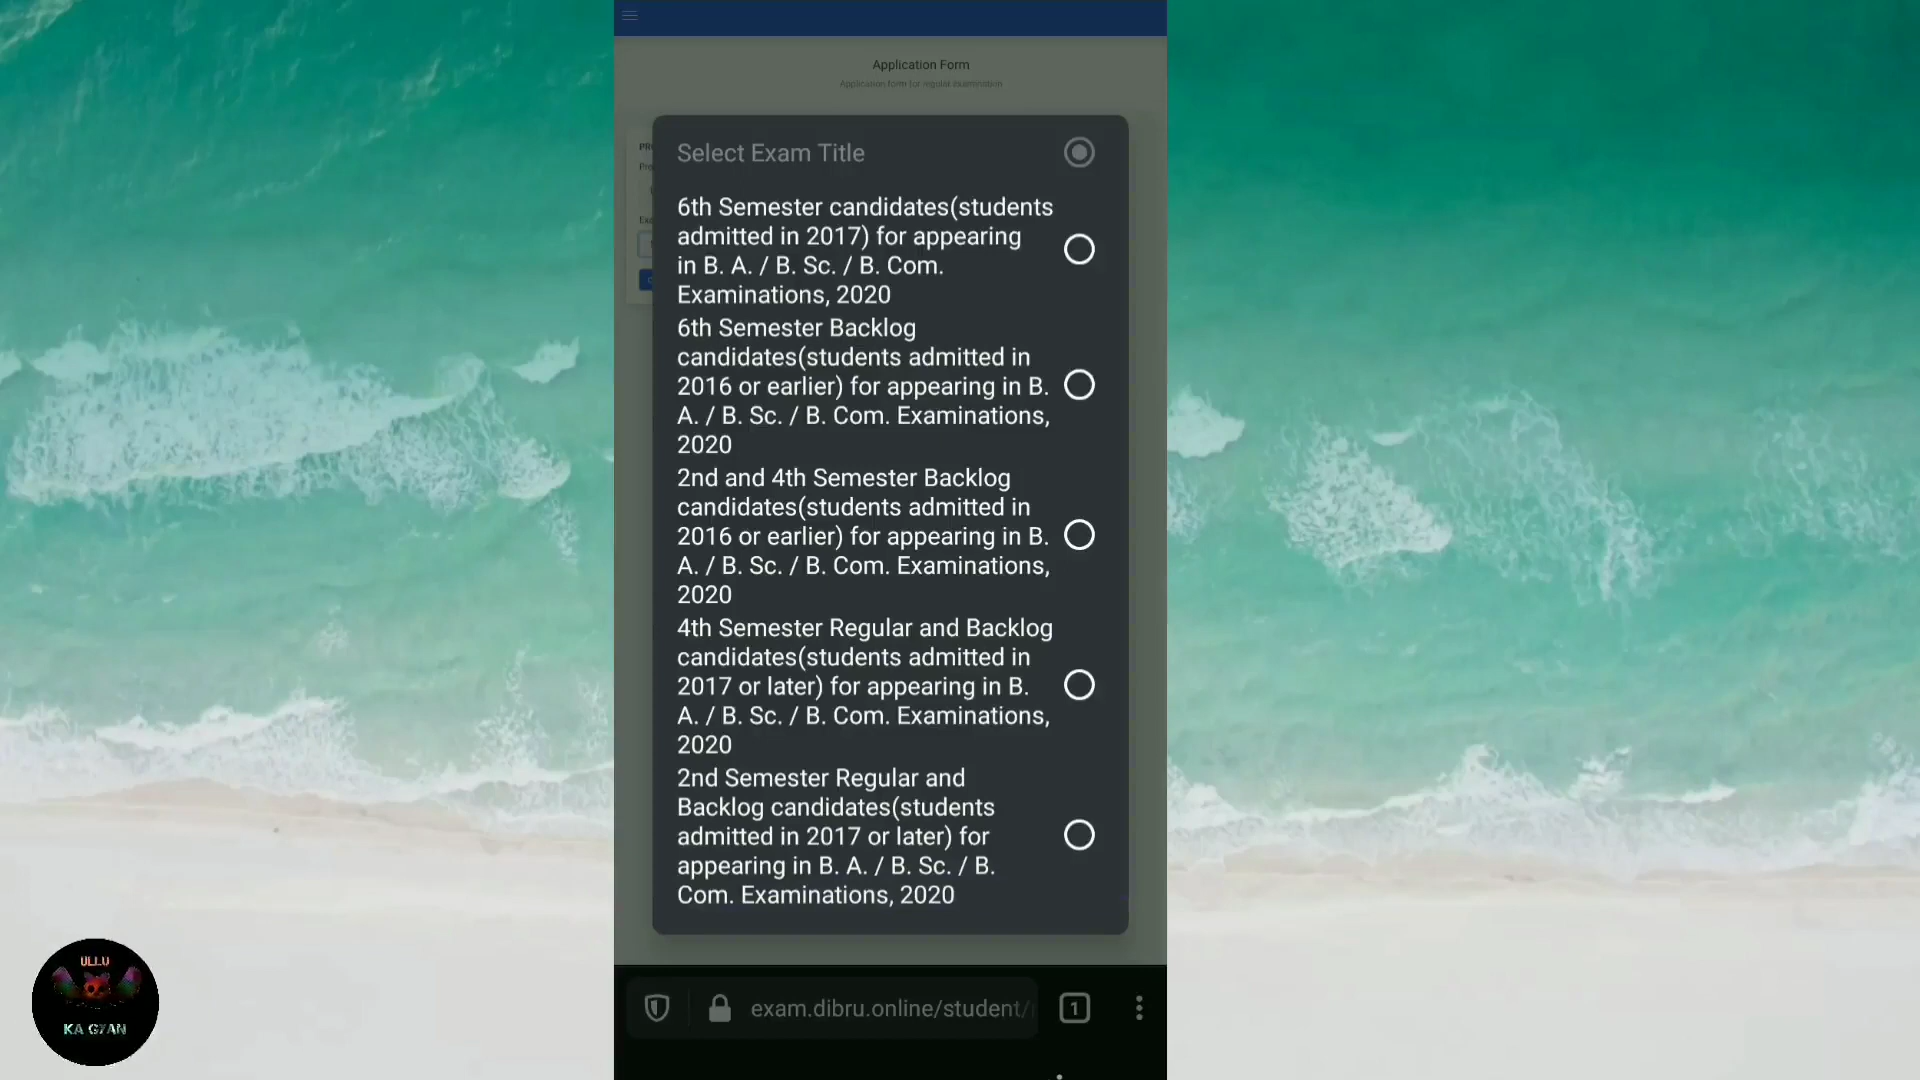 Application Form
Application form for regular examination
Select Exam Title
6th Semester candidates(students
admitted in 2017) for appearing
in B. A. / B. Sc. / B. Com.
Examinations, 2020
6th Semester Backlog
candidates(students admitted in
2016 or earlier) for appearing in B.
A. / B. Sc. / B. Com. Examinations,
2020
2nd and 4th Semester Backlog
candidates(students admitted in
2016 or earlier) for appearing in B.
A. / B. Sc. / B. Com. Examinations,
2020
4th Semester Regular and Backlog
candidates(students admitted in
2017 or later) for appearing in B.
A. / B. Sc. / B. Com. Examinations,
2020
2nd Semester Regular and
Backlog candidates(students
admitted in 2017 or later) for
appearing in B. A. / B. Sc. / B.
Com. Examinations, 2020
exam.dibru.online/student/
1
ULLU
KA GYAN